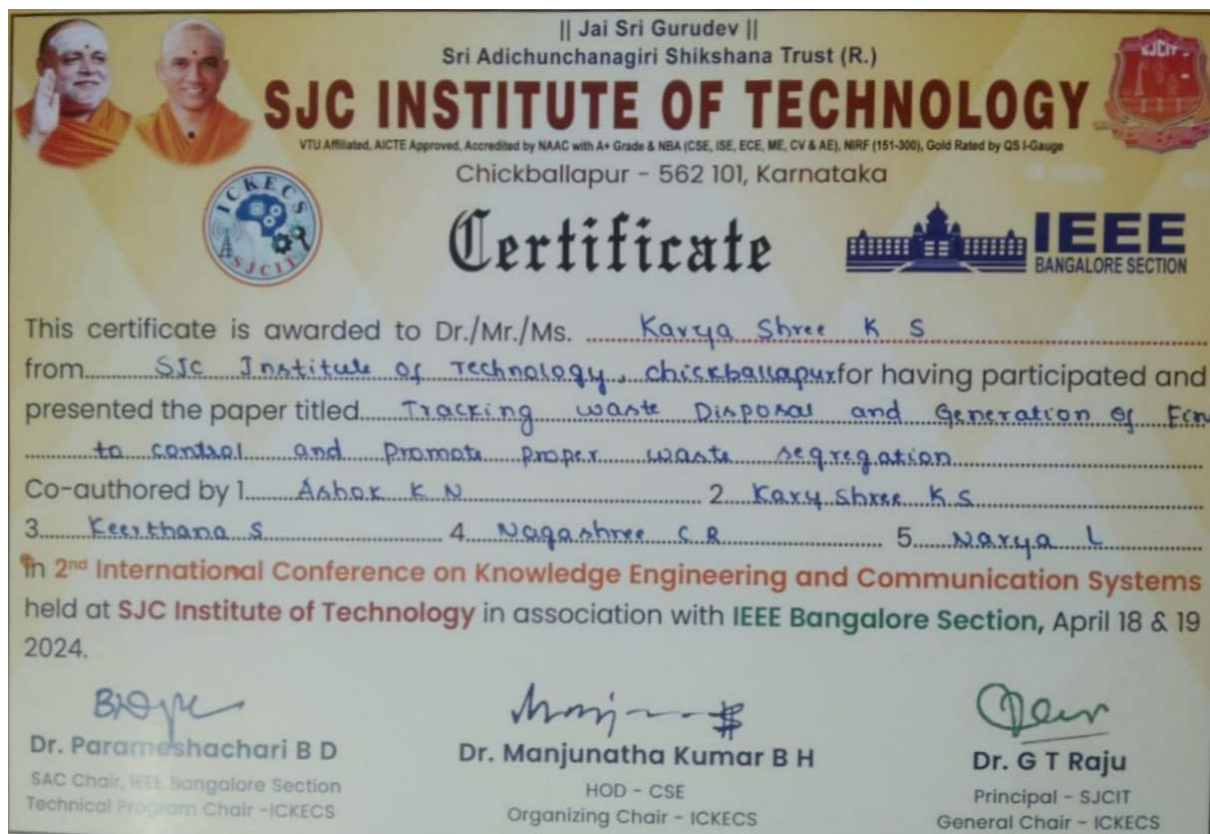 || Jai Sri Gurudev ||
Sri Adichunchanagiri Shikshana Trust (R.)
SJCIT
SJC INSTITUTE OF TECHNOLOGY
VTU Affiliated, AICTE Approved, Accredited by NAAC with A+ Grade & NBA (CSE, ISE, ECE, ME, CV & AE), NIRF (151-300), Gold Rated by QS I-Gauge
Chickballapur - 562 101, Karnataka
ICKECS
SJCIT
Certificate
IEEE
BANGALORE SECTION
This certificate is awarded to Dr./Mr./Ms. Kavya Shree K S
from SJC Institute of Technology, chickballapur for having participated and
presented the paper titled Tracking waste Disposal and Generation of
to control and Promote proper waste segregation
Co-authored by 1. Ashok K N 2. Kavy Shree K S
3. Keerthana S 4. Nagashree C R 5. Navya L
In 2nd International Conference on Knowledge Engineering and Communication Systems
held at SJC Institute of Technology in association with IEEE Bangalore Section, April 18 & 19
2024.
Dr. Parameshachari B D
SAC Chair, IEEE Bangalore Section
Technical Program Chair -ICKECS
Dr. Manjunatha Kumar B H
HOD - CSE
Organizing Chair - ICKECS
Dr. G T Raju
Principal - SJCIT
General Chair - ICKECS